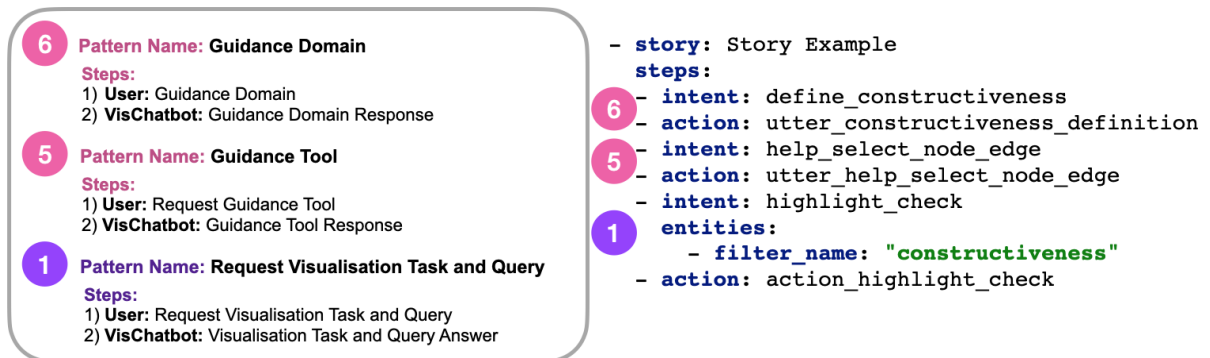 6 Pattern Name: Guidance Domain
Steps:
1) User: Guidance Domain
2) VisChatbot: Guidance Domain Response
5 Pattern Name: Guidance Tool
Steps:
1) User: Request Guidance Tool
2) VisChatbot: Guidance Tool Response
1 Pattern Name: Request Visualisation Task and Query
Steps:
1) User: Request Visualisation Task and Query
2) VisChatbot: Visualisation Task and Query Answer
- story: Story Example
steps:
6
- intent: define_constructiveness
- action: utter_constructiveness_definition
5
- intent: help_select_node_edge
- action: utter_help_select_node_edge
1
- intent: highlight_check
entities:
- filter_name: "constructiveness"
- action: action_highlight_check